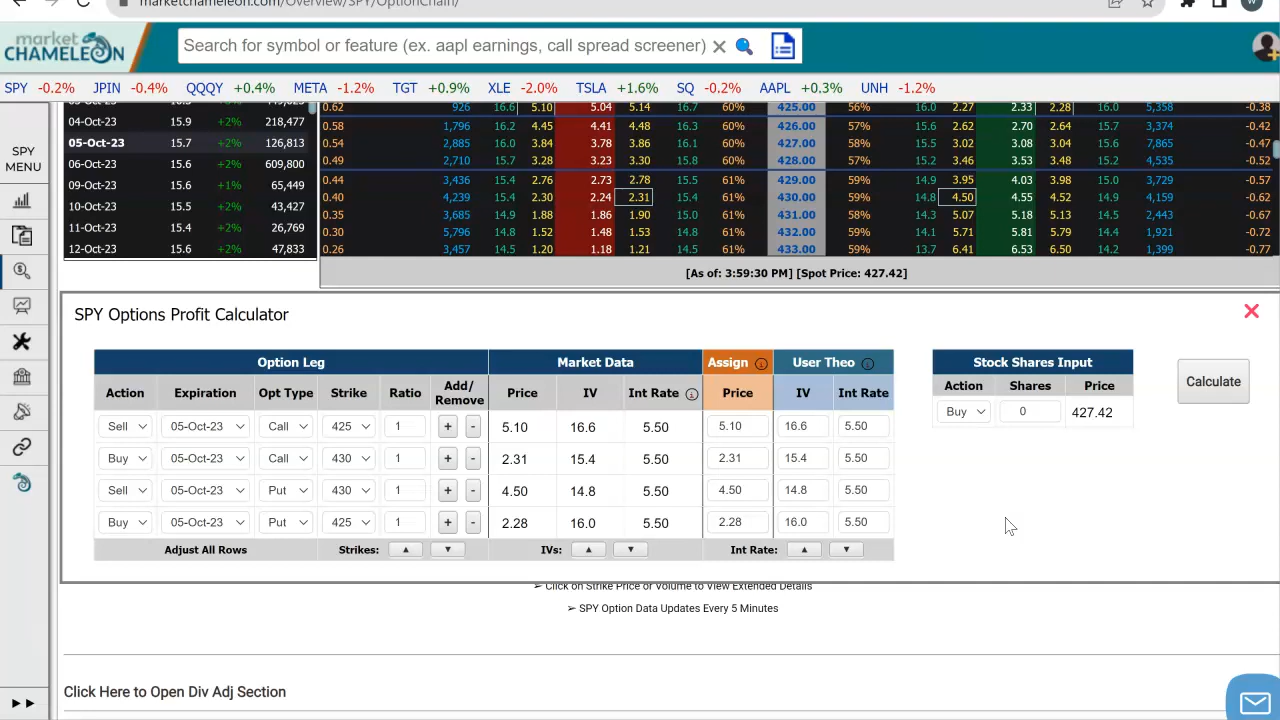 marketchameleon.com/Overview/SPY/OptionChain/
W
market CHAMELEON
Search for symbol or feature (ex. aapl earnings, call spread screener)
SPY -0.2% JPIN -0.4% QQQY +0.4% META -1.2% TGT +0.9% XLE -2.0% TSLA +1.6% SQ -0.2% AAPL +0.3% UNH -1.2%
SPY MENU
0.62 926 16.6 5.10 5.04 5.14 16.7 60% 425.00 56% 16.0 2.27 2.33 2.28 16.0 5,358 -0.38
04-Oct-23 15.9 +2% 218,477 0.58 1,796 16.2 4.45 4.41 4.48 16.3 60% 426.00 57% 15.6 2.62 2.70 2.64 15.7 3,374 -0.42
05-Oct-23 15.7 +2% 126,813 0.54 2,885 16.0 3.84 3.78 3.86 16.1 60% 427.00 57% 15.5 3.02 3.08 3.04 15.6 7,865 -0.47
06-Oct-23 15.6 +2% 609,800 0.49 2,710 15.7 3.28 3.23 3.30 15.8 60% 428.00 57% 15.2 3.46 3.53 3.48 15.2 4,535 -0.52
09-Oct-23 15.6 +1% 65,449 0.44 3,436 15.4 2.76 2.73 2.78 15.5 61% 429.00 59% 14.9 3.95 4.03 3.98 15.0 3,729 -0.57
10-Oct-23 15.5 +2% 43,427 0.40 4,239 15.4 2.30 2.24 2.31 15.4 61% 430.00 59% 14.8 4.50 4.55 4.52 14.9 4,159 -0.62
11-Oct-23 15.4 +2% 26,769 0.35 3,685 14.9 1.88 1.86 1.90 15.0 61% 431.00 58% 14.3 5.07 5.18 5.13 14.5 2,443 -0.67
0.30 5,796 14.8 1.52 1.48 1.53 14.8 61% 432.00 59% 14.1 5.71 5.81 5.79 14.4 1,921 -0.72
12-Oct-23 15.6 +2% 47,833 0.26 3,457 14.5 1.20 1.18 1.21 14.5 61% 433.00 59% 13.7 6.41 6.53 6.50 14.2 1,399 -0.77
[As of: 3:59:30 PM] [Spot Price: 427.42]
SPY Options Profit Calculator
Option Leg Market Data Assign User Theo Stock Shares Input
Action Expiration Opt Type Strike Ratio Add/ Remove Price IV Int Rate Price IV Int Rate Action Shares Price
Calculate
Sell 05-Oct-23 Call 425 1 + - 5.10 16.6 5.50 5.10 16.6 5.50 Buy 0 427.42
Buy 05-Oct-23 Call 430 1 + - 2.31 15.4 5.50 2.31 15.4 5.50
Sell 05-Oct-23 Put 430 1 + - 4.50 14.8 5.50 4.50 14.8 5.50
Buy 05-Oct-23 Put 425 1 + - 2.28 16.0 5.50 2.28 16.0 5.50
Adjust All Rows Strikes: ▲ ▼ IVs: ▲ ▼ Int Rate: ▲ ▼
➢ Click on Strike Price or Volume to View Extended Details
➢ SPY Option Data Updates Every 5 Minutes
Click Here to Open Div Adj Section